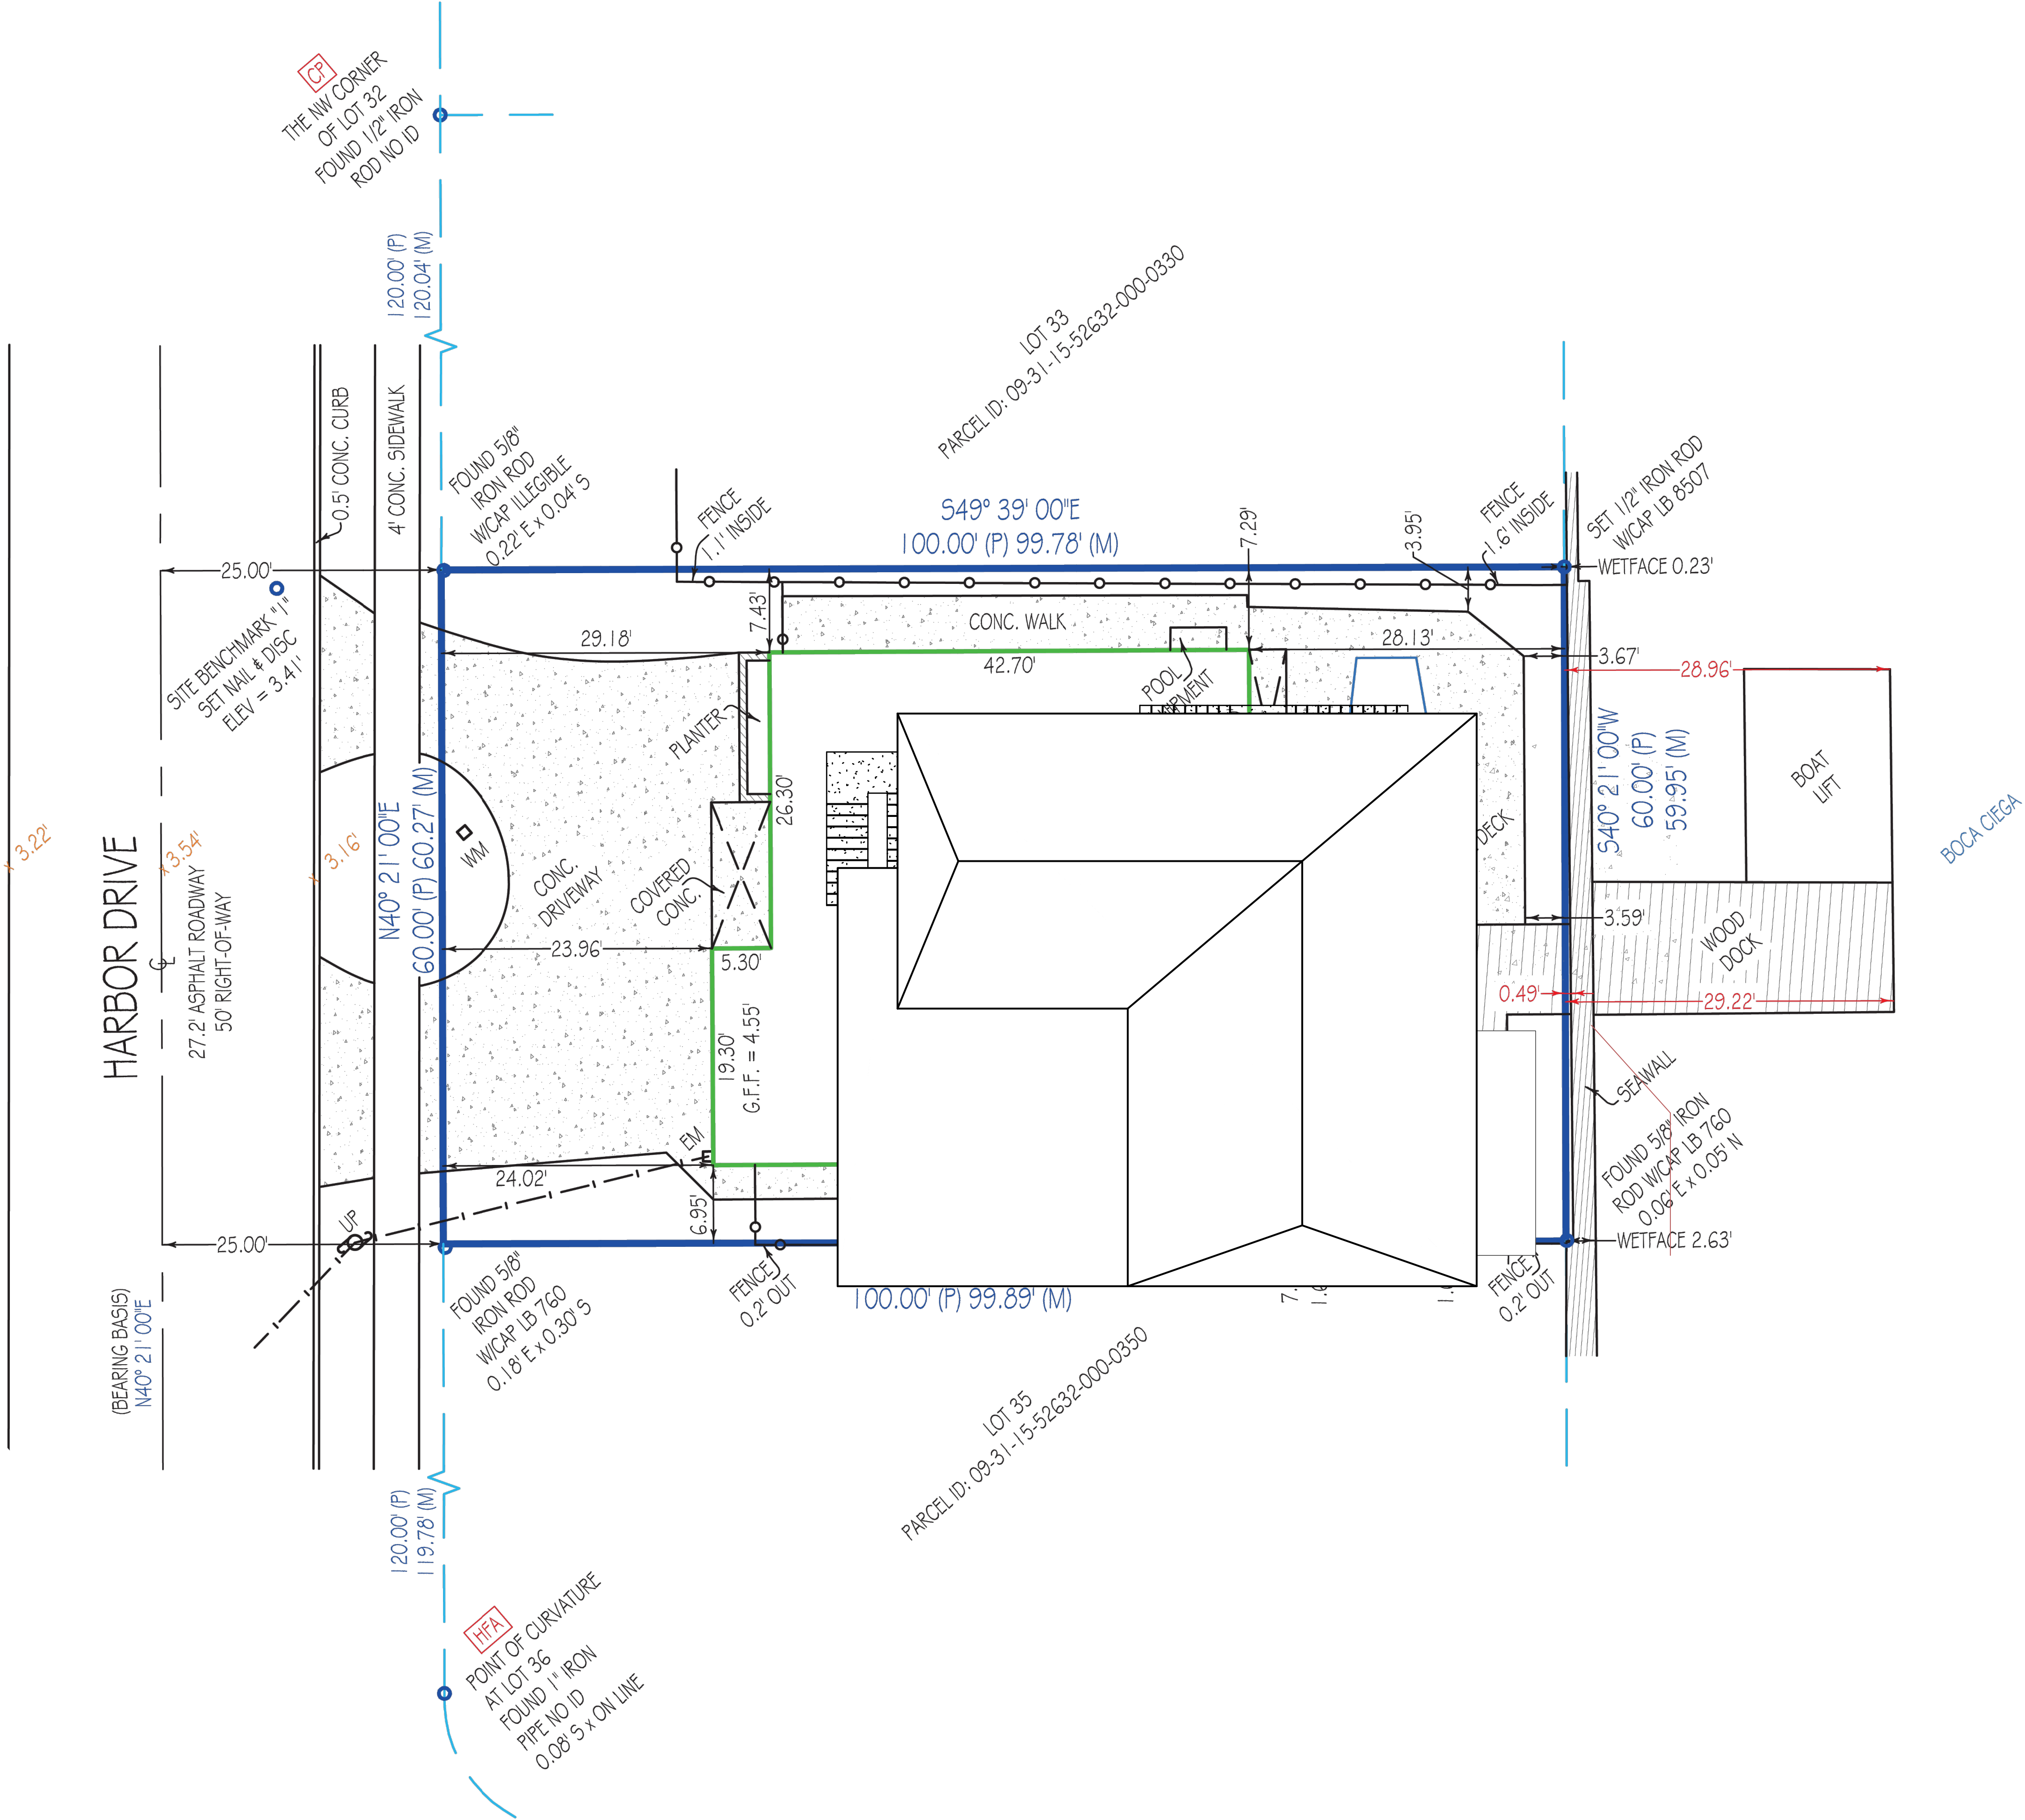 CP
THE NW CORNER
OF LOT 32
FOUND 1/2" IRON
ROD NO ID
120.00' (P)
120.04' (M)
0.5' CONC. CURB
4' CONC. SIDEWALK
FOUND 5/8"
IRON ROD
W/CAP ILLEGIBLE
0.22' E x 0.04' S
LOT 33
PARCEL ID: 09-31-15-52632-000-0330
FENCE
1.1' INSIDE
S49° 39' 00"E
100.00' (P) 99.78' (M)
7.29'
3.95'
FENCE
1.6' INSIDE
SET 1/2" IRON ROD
W/CAP LB 8507
WETFACE 0.23'
25.00'
SITE BENCHMARK "1"
SET NAIL & DISC
ELEV = 3.41'
29.18'
7.43'
CONC. WALK
42.70'
POOL
28.13'
3.67'
28.96'
PLANTER
26.30'
COVERED
CONC.
CONC.
DRIVEWAY
WM
23.96'
5.30'
DECK
3.59'
S40° 21' 00"W
60.00' (P)
59.95' (M)
BOAT
LIFT
BOCA CIEGA
WOOD
DOCK
0.49'
29.22'
x 3.22'
HARBOR DRIVE
x 3.54'
27.2' ASPHALT ROADWAY
50' RIGHT-OF-WAY
x 3.16'
N40° 21' 00"E
60.00' (P) 60.27' (M)
19.30'
G.F.F. = 4.55'
EM
24.02'
6.95'
UP
25.00'
SEAWALL
FOUND 5/8" IRON
ROD W/CAP LB 760
0.06' E x 0.05' N
WETFACE 2.63'
(BEARING BASIS)
N40° 21' 00"E
FOUND 5/8"
IRON ROD
W/CAP LB 760
0.18' E x 0.30' S
FENCE
0.2' OUT
100.00' (P) 99.89' (M)
FENCE
0.2' OUT
LOT 35
PARCEL ID: 09-31-15-52632-000-0350
120.00' (P)
119.78' (M)
HFA
POINT OF CURVATURE
AT LOT 36
FOUND 1" IRON
PIPE NO ID
0.08' S x ON LINE